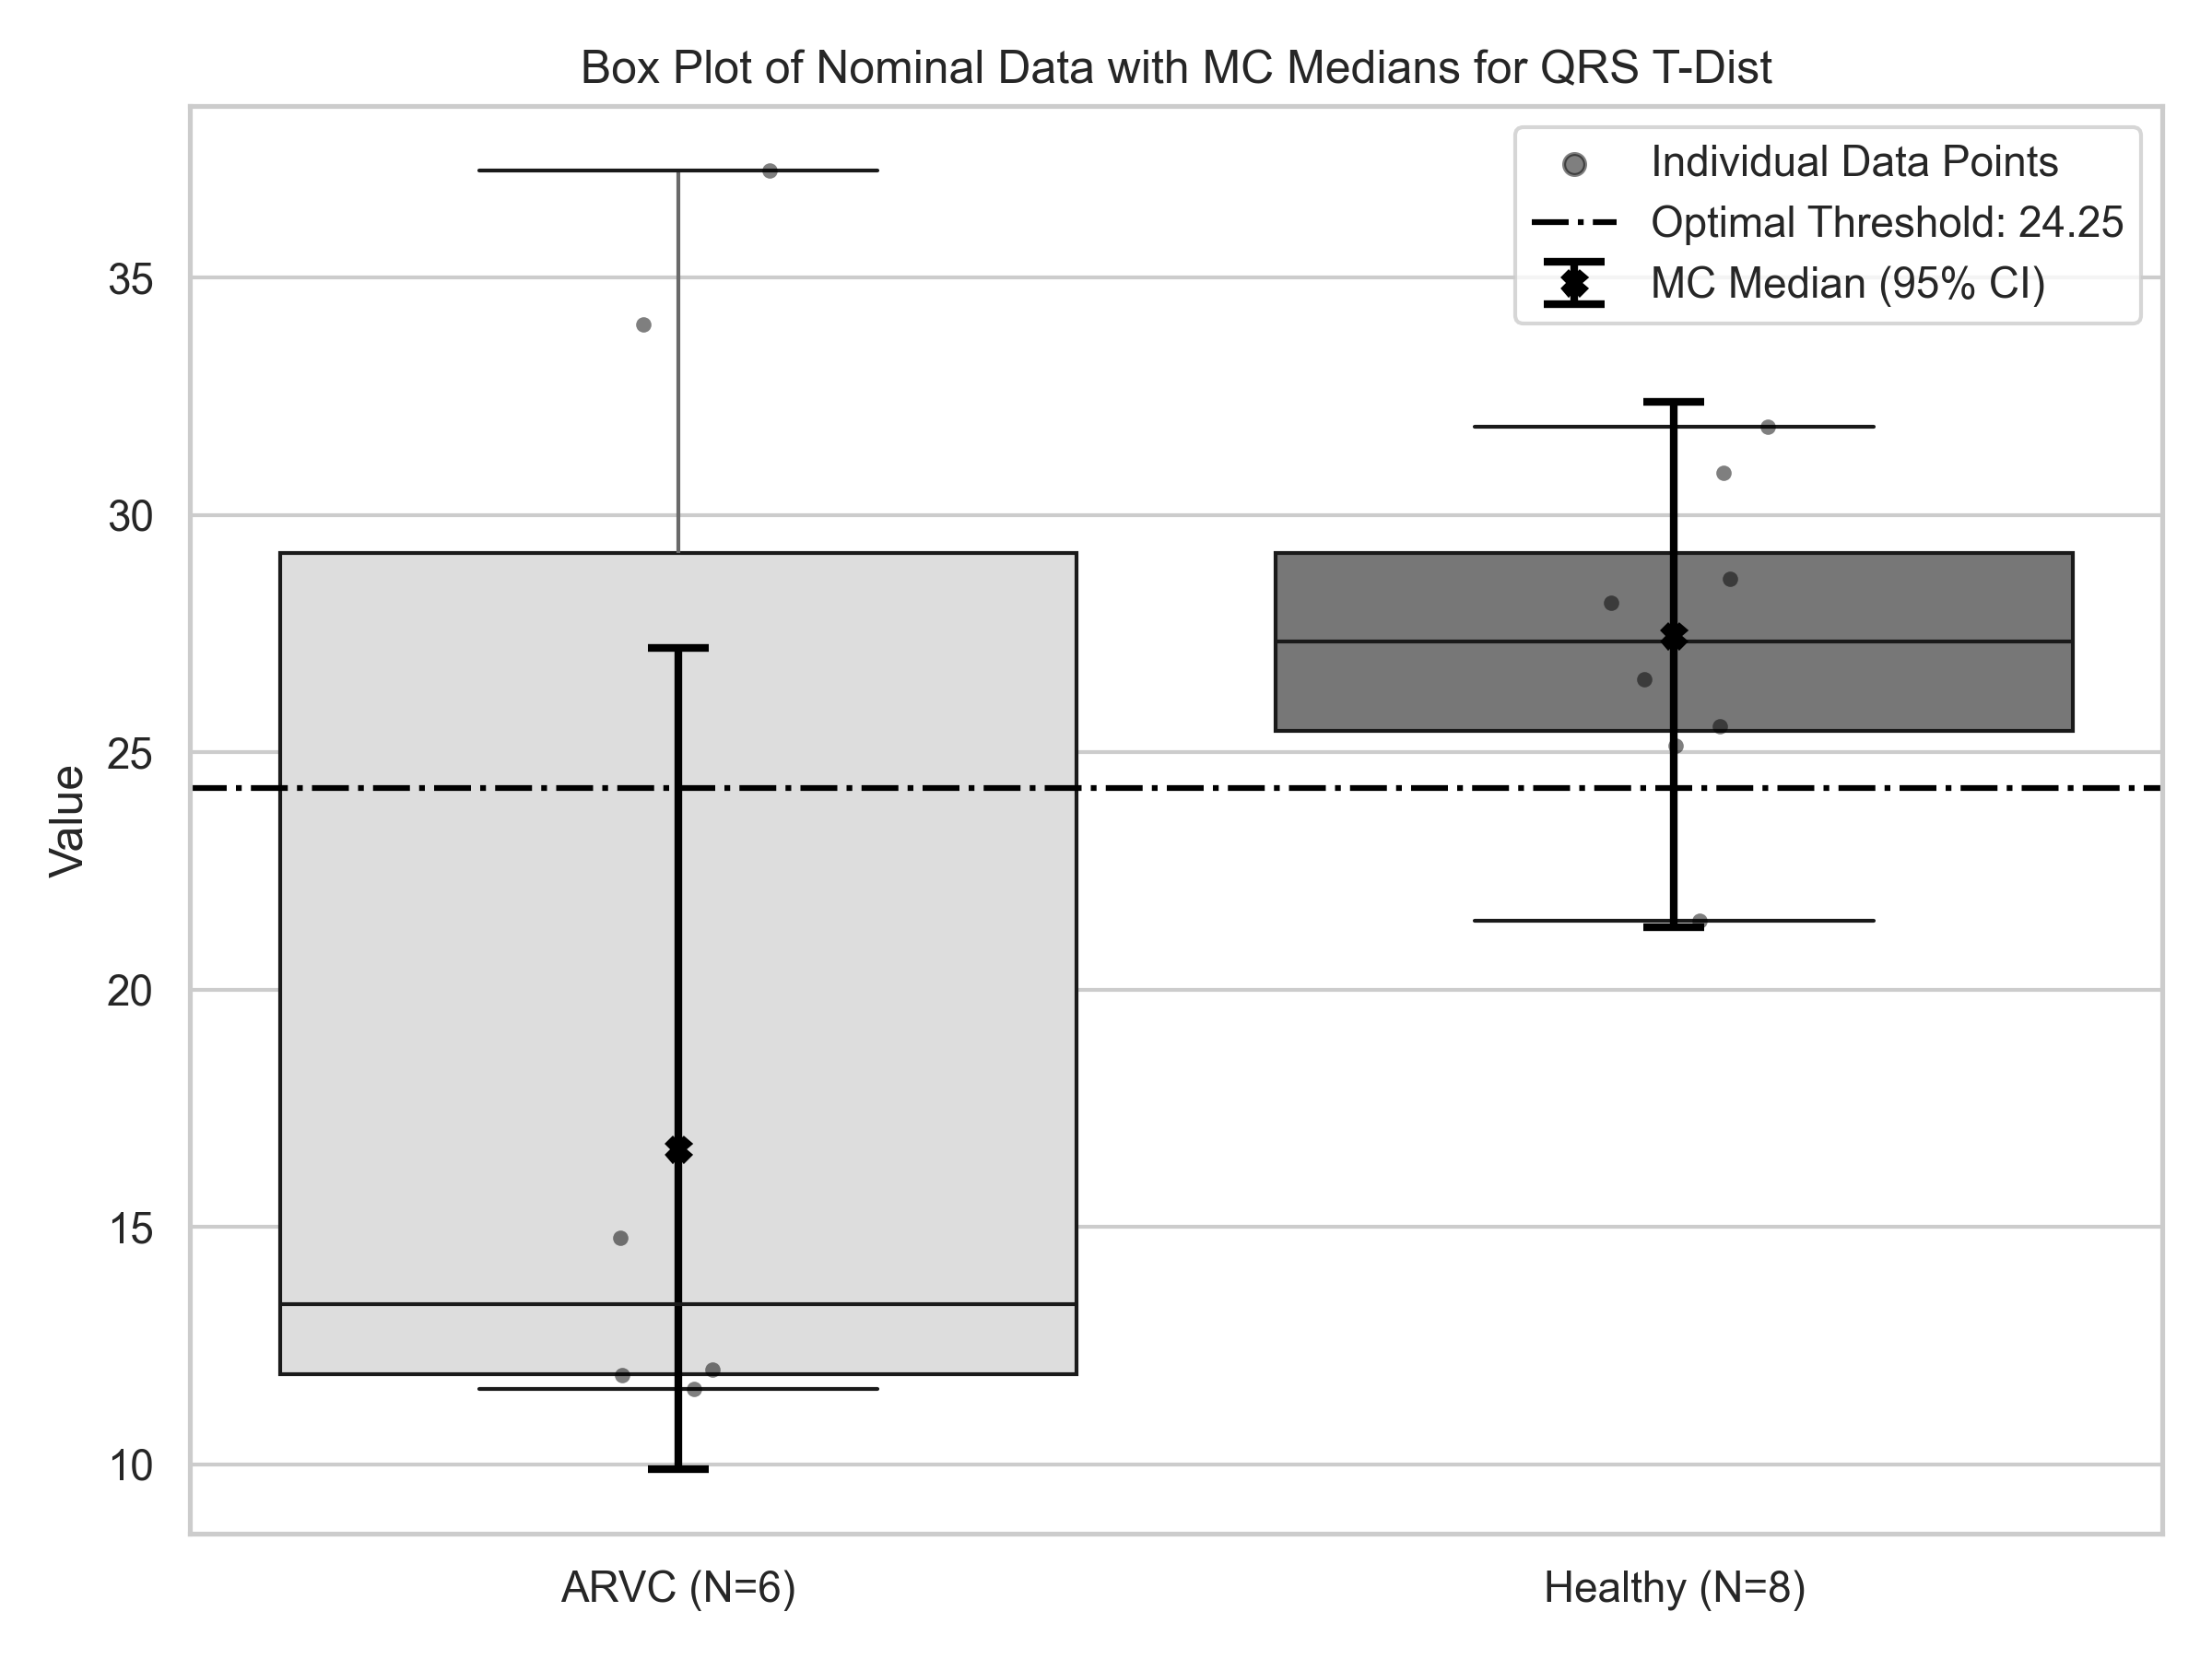 Box Plot of Nominal Data with MC Medians for QRS T-Dist
Individual Data Points
Optimal Threshold: 24.25
MC Median (95% CI)
35
30
25
20
15
10
Value
ARVC (N=6)
Healthy (N=8)